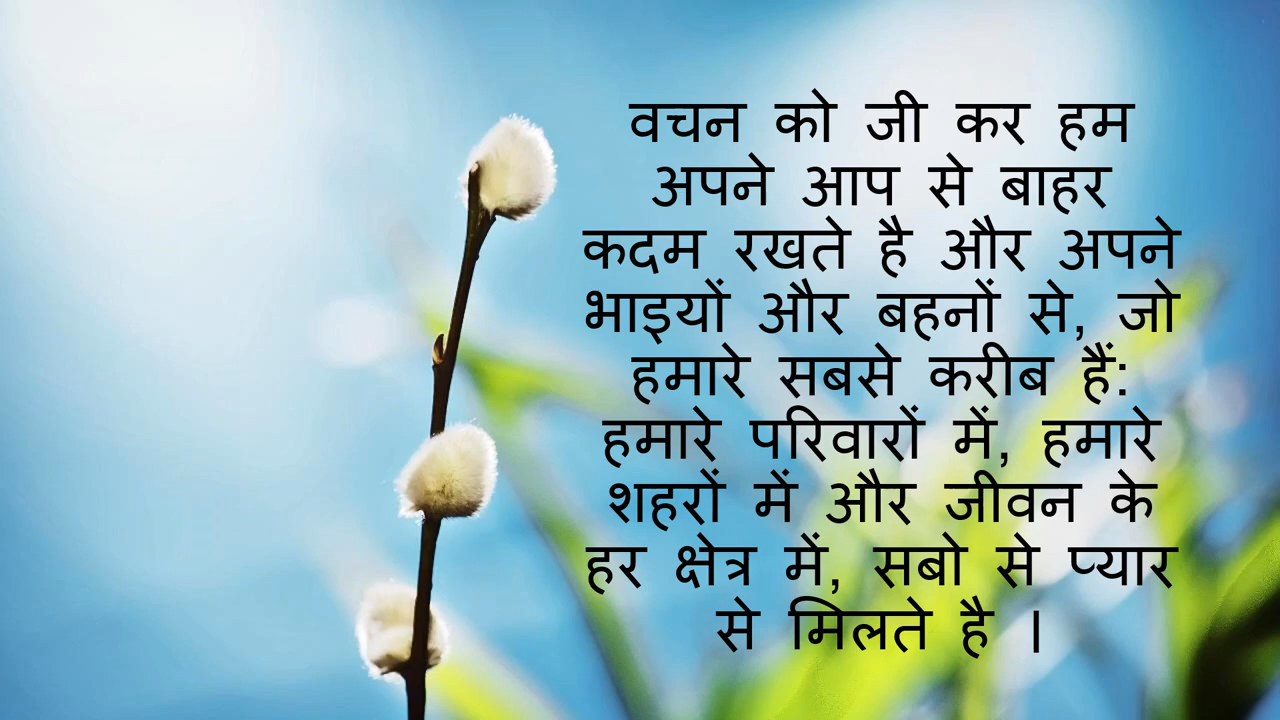 वचन को जी कर हम
अपने आप से बाहर
कदम रखते है और अपने
भाइयों और बहनों से, जो
हमारे सबसे करीब हैं:
हमारे परिवारों में, हमारे
शहरों में और जीवन के
हर क्षेत्र में, सबो से प्यार
से मिलते है ।